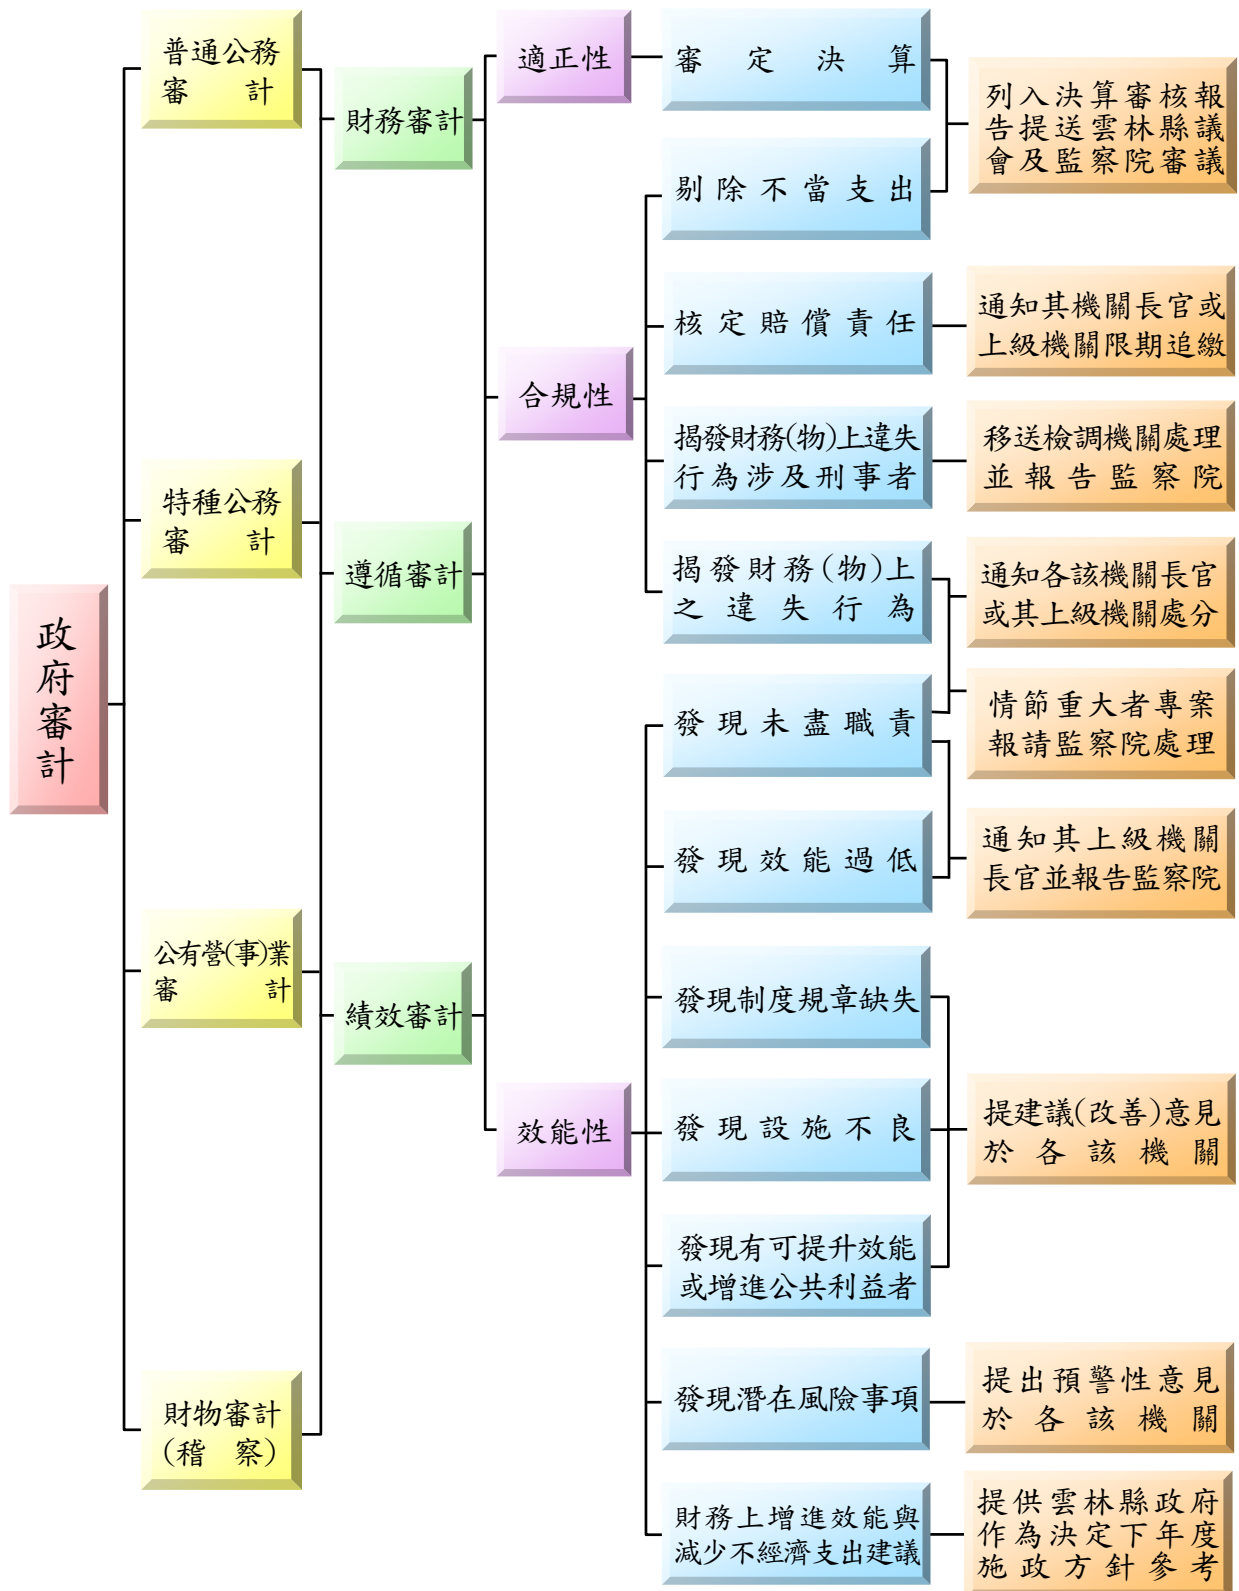 政府審計
普通公務
審計
特種公務
審計
公有營(事)業
審計
財物審計
(稽察)
財務審計
遵循審計
績效審計
適正性
合規性
效能性
審定決算
剔除不當支出
核定賠償責任
揭發財務(物)上違失
行為涉及刑事者
揭發財務(物)上
之違失行為
發現未盡職責
發現效能過低
發現制度規章缺失
發現設施不良
發現有可提升效能
或增進公共利益者
發現潛在風險事項
財務上增進效能與
減少不經濟支出建議
列入決算審核報
告提送雲林縣議
會及監察院審議
通知其機關長官或
上級機關限期追繳
移送檢調機關處理
並報告監察院
通知各該機關長官
或其上級機關處分
情節重大者專案
報請監察院處理
通知其上級機關
長官並報告監察院
提建議(改善)意見
於各該機關
提出預警性意見
於各該機關
提供雲林縣政府
作為決定下年度
施政方針參考